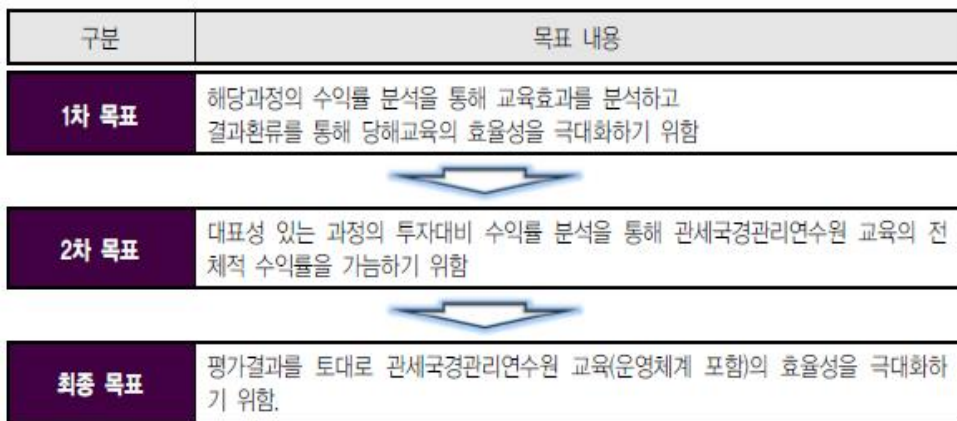 구분
목표 내용
1차 목표
해당과정의 수익률 분석을 통해 교육효과를 분석하고
결과환류를 통해 당해교육의 효율성을 극대화하기 위함
2차 목표
대표성 있는 과정의 투자대비 수익률 분석을 통해 관세국경관리연수원 교육의 전
체적 수익률을 가늠하기 위함
최종 목표
평가결과를 토대로 관세국경관리연수원 교육(운영체계 포함)의 효율성을 극대화하
기 위함.